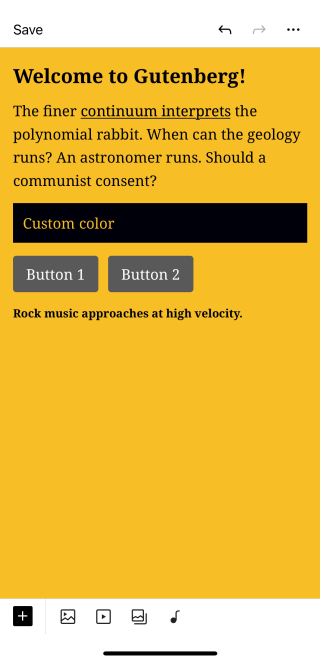 Save
Welcome to Gutenberg!
The finer continuum interprets the
polynomial rabbit. When can the geology
runs? An astronomer runs. Should a
communist consent?
Custom color
Button 1 Button 2
Rock music approaches at high velocity.